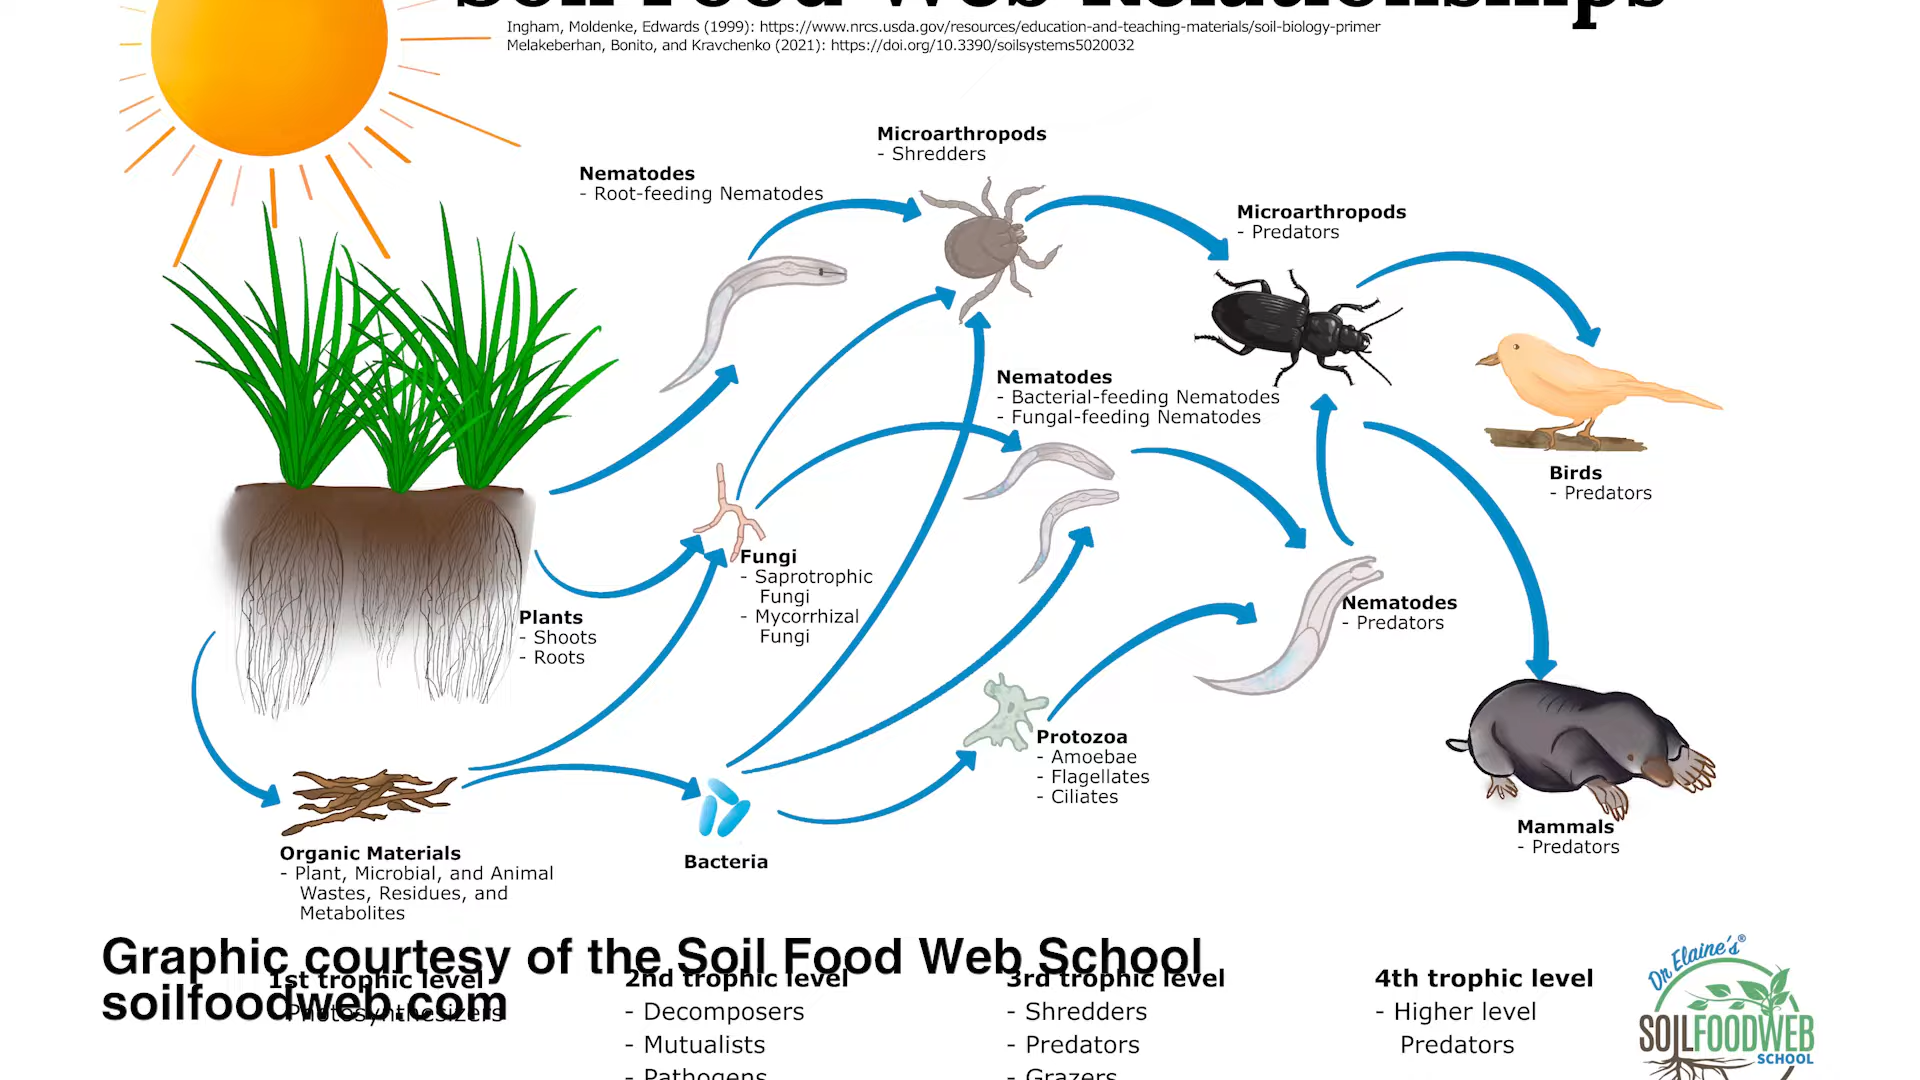 Soil Food Web Relationships
Ingham, Moldenke, Edwards (1999): https://www.nrcs.usda.gov/resources/education-and-teaching-materials/soil-biology-primer
Melakeberhan, Bonito, and Kravchenko (2021): https://doi.org/10.3390/soilsystems5020032
Microarthropods
- Shredders
Nematodes
- Root-feeding Nematodes
Microarthropods
- Predators
Nematodes
- Bacterial-feeding Nematodes
- Fungal-feeding Nematodes
Birds
- Predators
Fungi
- Saprotrophic
Fungi
- Mycorrhizal
Fungi
Plants
- Shoots
- Roots
Nematodes
- Predators
Protozoa
- Amoebae
- Flagellates
- Ciliates
Mammals
- Predators
Organic Materials
- Plant, Microbial, and Animal
Wastes, Residues, and
Metabolites
Bacteria
Graphic courtesy of the Soil Food Web School
soilfoodweb.com
1st trophic level
Photosynthesizers
2nd trophic level
- Decomposers
- Mutualists
- Pathogens
3rd trophic level
- Shredders
- Predators
- Grazers
4th trophic level
- Higher level
Predators
Dr Elaine's®
SOILFOODWEB
SCHOOL